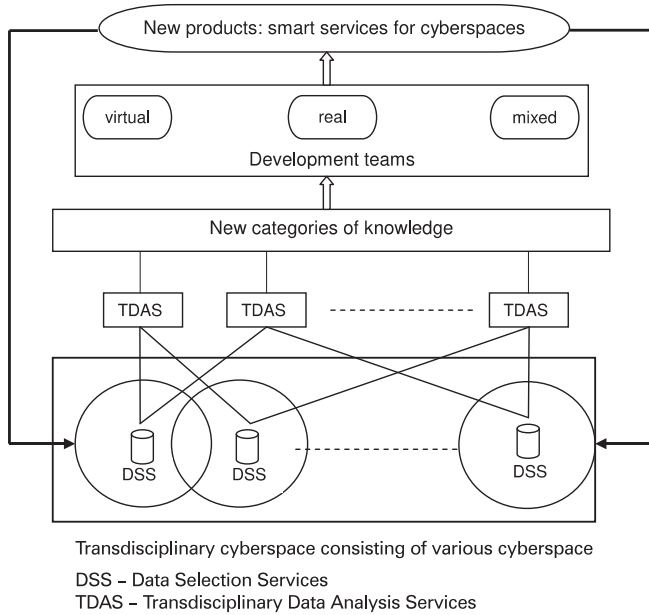 New products: smart services for cyberspaces
virtual real mixed
Development teams
New categories of knowledge
TDAS TDAS TDAS
DSS DSS DSS
Transdisciplinary cyberspace consisting of various cyberspace
DSS – Data Selection Services
TDAS – Transdisciplinary Data Analysis Services